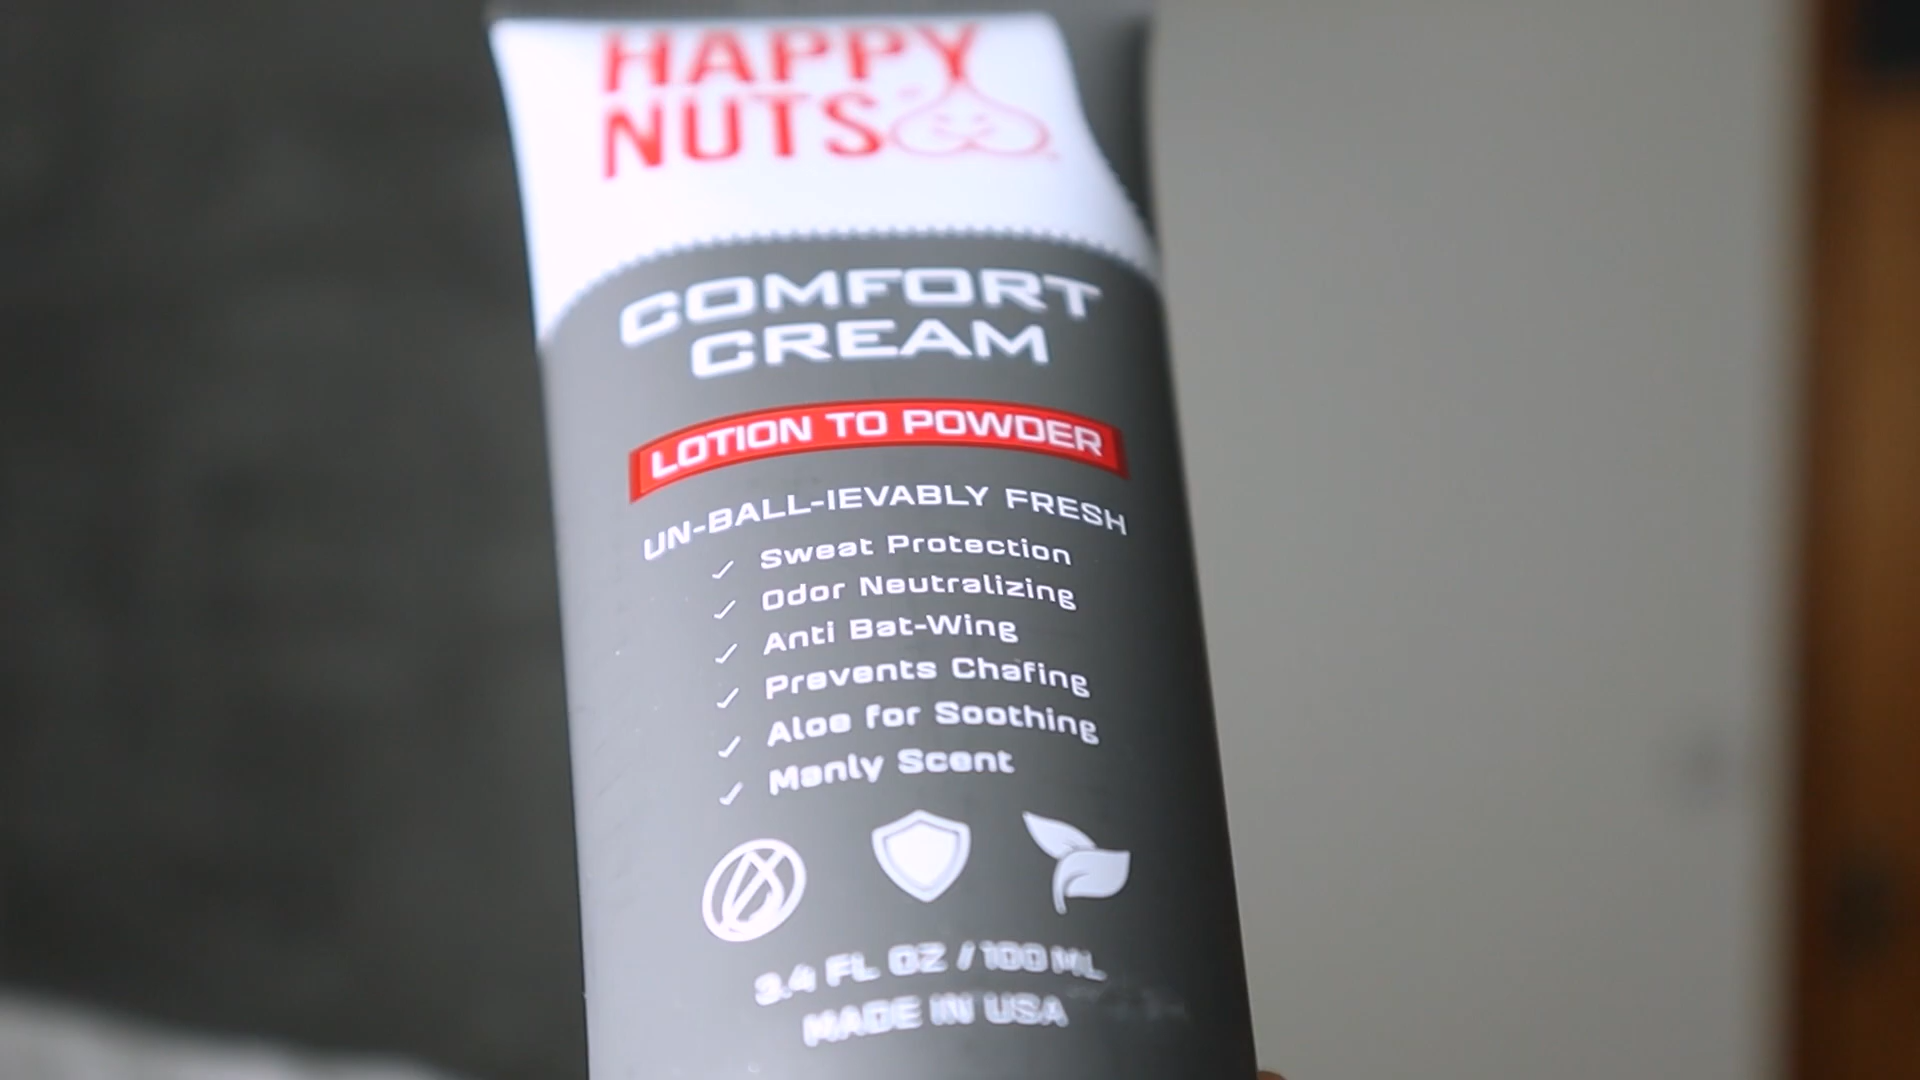 HAPPY
NUTS
COMFORT
CREAM
LOTION TO POWDER
UN-BALL-IEVABLY FRESH
✓ Sweat Protection
✓ Odor Neutralizing
✓ Anti Bat-Wing
✓ Prevents Chafing
✓ Aloe for Soothing
✓ Manly Scent
3.4 FL OZ / 100 ML
MADE IN USA